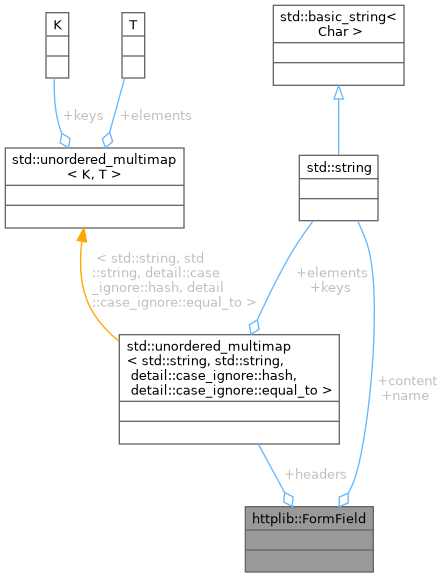 std::basic_string<
Char >
K
T
+keys
+elements
std::unordered_multimap
< K, T >
std::string
< std::string, std
::string, detail::case
_ignore::hash, detail
::case_ignore::equal_to >
+elements
+keys
std::unordered_multimap
< std::string, std::string,
detail::case_ignore::hash,
detail::case_ignore::equal_to >
+content
+name
+headers
httplib::FormField